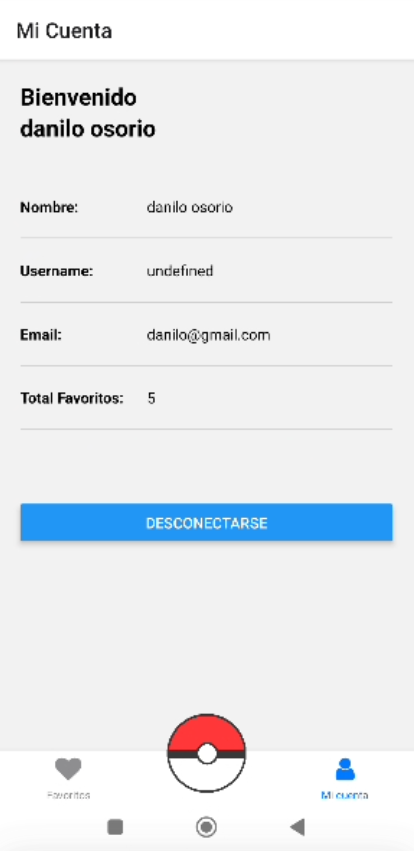 Mi Cuenta
Bienvenido
danilo osorio
Nombre: danilo osorio
Username: undefined
Email: danilo@gmail.com
Total Favoritos: 5
DESCONECTARSE
Favoritos
Mi cuenta